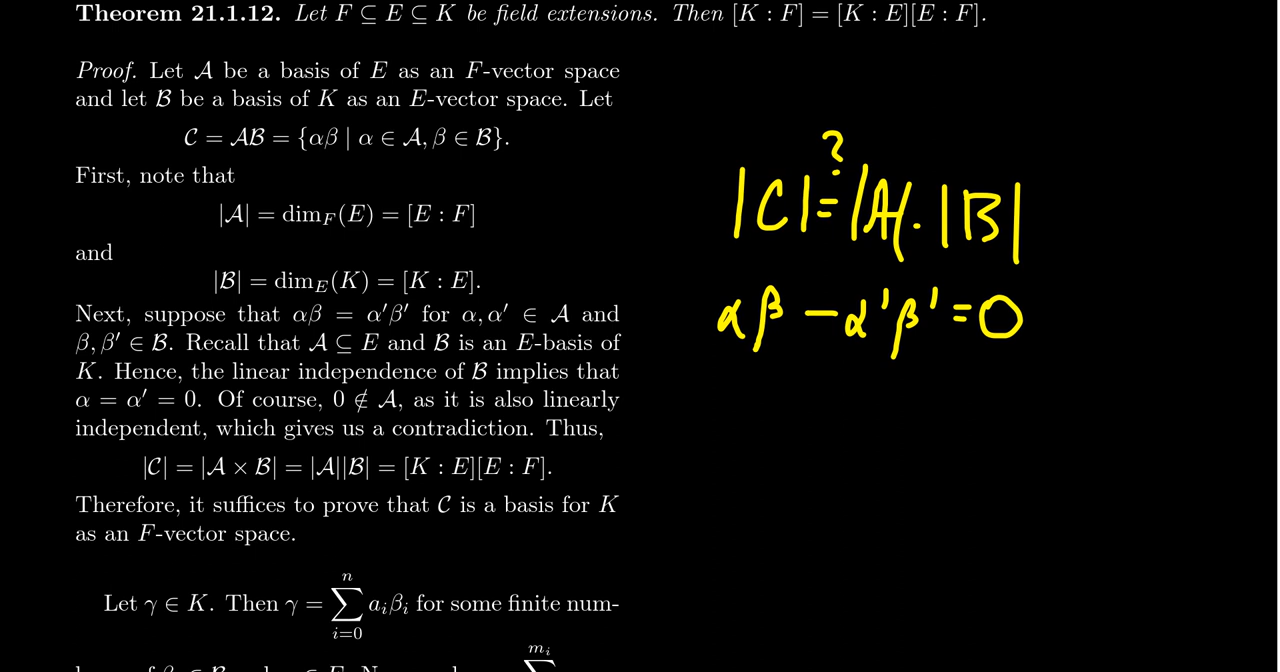 Theorem 21.1.12. Let F ⊆ E ⊆ K be field extensions. Then [K : F] = [K : E][E : F].
Proof. Let 𝒜 be a basis of E as an F-vector space
and let ℬ be a basis of K as an E-vector space. Let
𝒞 = 𝒜ℬ = {αβ | α ∈ 𝒜, β ∈ ℬ}.
First, note that
|𝒜| = dim_F(E) = [E : F]
and
|ℬ| = dim_E(K) = [K : E].
Next, suppose that αβ = α′β′ for α, α′ ∈ 𝒜 and
β, β′ ∈ ℬ. Recall that 𝒜 ⊆ E and ℬ is an E-basis of
K. Hence, the linear independence of ℬ implies that
α = α′ = 0. Of course, 0 ∉ 𝒜, as it is also linearly
independent, which gives us a contradiction. Thus,
|𝒞| = |𝒜 × ℬ| = |𝒜||ℬ| = [K : E][E : F].
Therefore, it suffices to prove that 𝒞 is a basis for K
as an F-vector space.
Let γ ∈ K. Then γ = ∑_{i=0}^{n} a_iβ_i for some finite num-
m_i
∑
?
|C| = |A| · |B|
αβ − α′β′ = 0